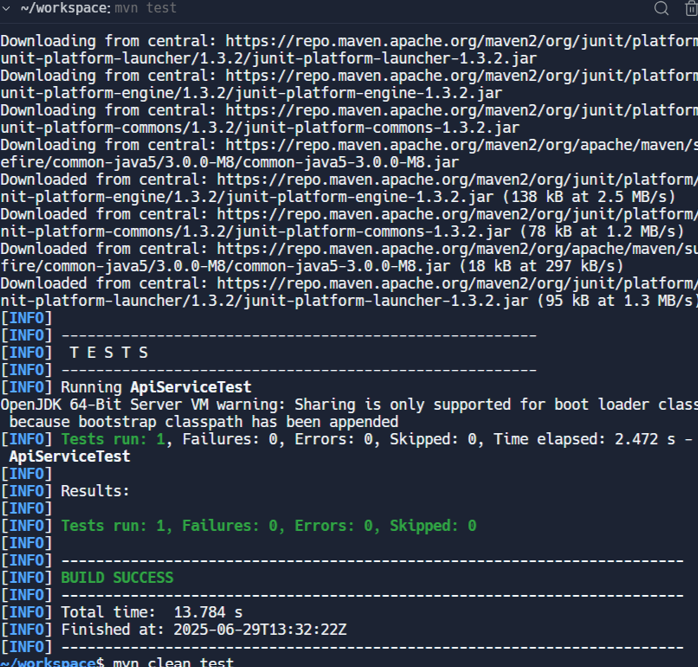 ~/workspace: mvn test
Downloading from central: https://repo.maven.apache.org/maven2/org/junit/platform
unit-platform-launcher/1.3.2/junit-platform-launcher-1.3.2.jar
Downloading from central: https://repo.maven.apache.org/maven2/org/junit/platform
unit-platform-engine/1.3.2/junit-platform-engine-1.3.2.jar
Downloading from central: https://repo.maven.apache.org/maven2/org/junit/platform
unit-platform-commons/1.3.2/junit-platform-commons-1.3.2.jar
Downloading from central: https://repo.maven.apache.org/maven2/org/apache/maven/s
efire/common-java5/3.0.0-M8/common-java5-3.0.0-M8.jar
Downloaded from central: https://repo.maven.apache.org/maven2/org/junit/platform/
nit-platform-engine/1.3.2/junit-platform-engine-1.3.2.jar (138 kB at 2.5 MB/s)
Downloaded from central: https://repo.maven.apache.org/maven2/org/junit/platform/
nit-platform-commons/1.3.2/junit-platform-commons-1.3.2.jar (78 kB at 1.2 MB/s)
Downloaded from central: https://repo.maven.apache.org/maven2/org/apache/maven/su
fire/common-java5/3.0.0-M8/common-java5-3.0.0-M8.jar (18 kB at 297 kB/s)
Downloaded from central: https://repo.maven.apache.org/maven2/org/junit/platform/
nit-platform-launcher/1.3.2/junit-platform-launcher-1.3.2.jar (95 kB at 1.3 MB/s)
[INFO]
[INFO] -------------------------------------------------------
[INFO]  T E S T S
[INFO] -------------------------------------------------------
[INFO] Running ApiServiceTest
OpenJDK 64-Bit Server VM warning: Sharing is only supported for boot loader class
 because bootstrap classpath has been appended
[INFO] Tests run: 1, Failures: 0, Errors: 0, Skipped: 0, Time elapsed: 2.472 s -
 ApiServiceTest
[INFO]
[INFO] Results:
[INFO]
[INFO] Tests run: 1, Failures: 0, Errors: 0, Skipped: 0
[INFO]
[INFO] ------------------------------------------------------------------------
[INFO] BUILD SUCCESS
[INFO] ------------------------------------------------------------------------
[INFO] Total time:  13.784 s
[INFO] Finished at: 2025-06-29T13:32:22Z
[INFO] ------------------------------------------------------------------------
~/workspace$ mvn clean test